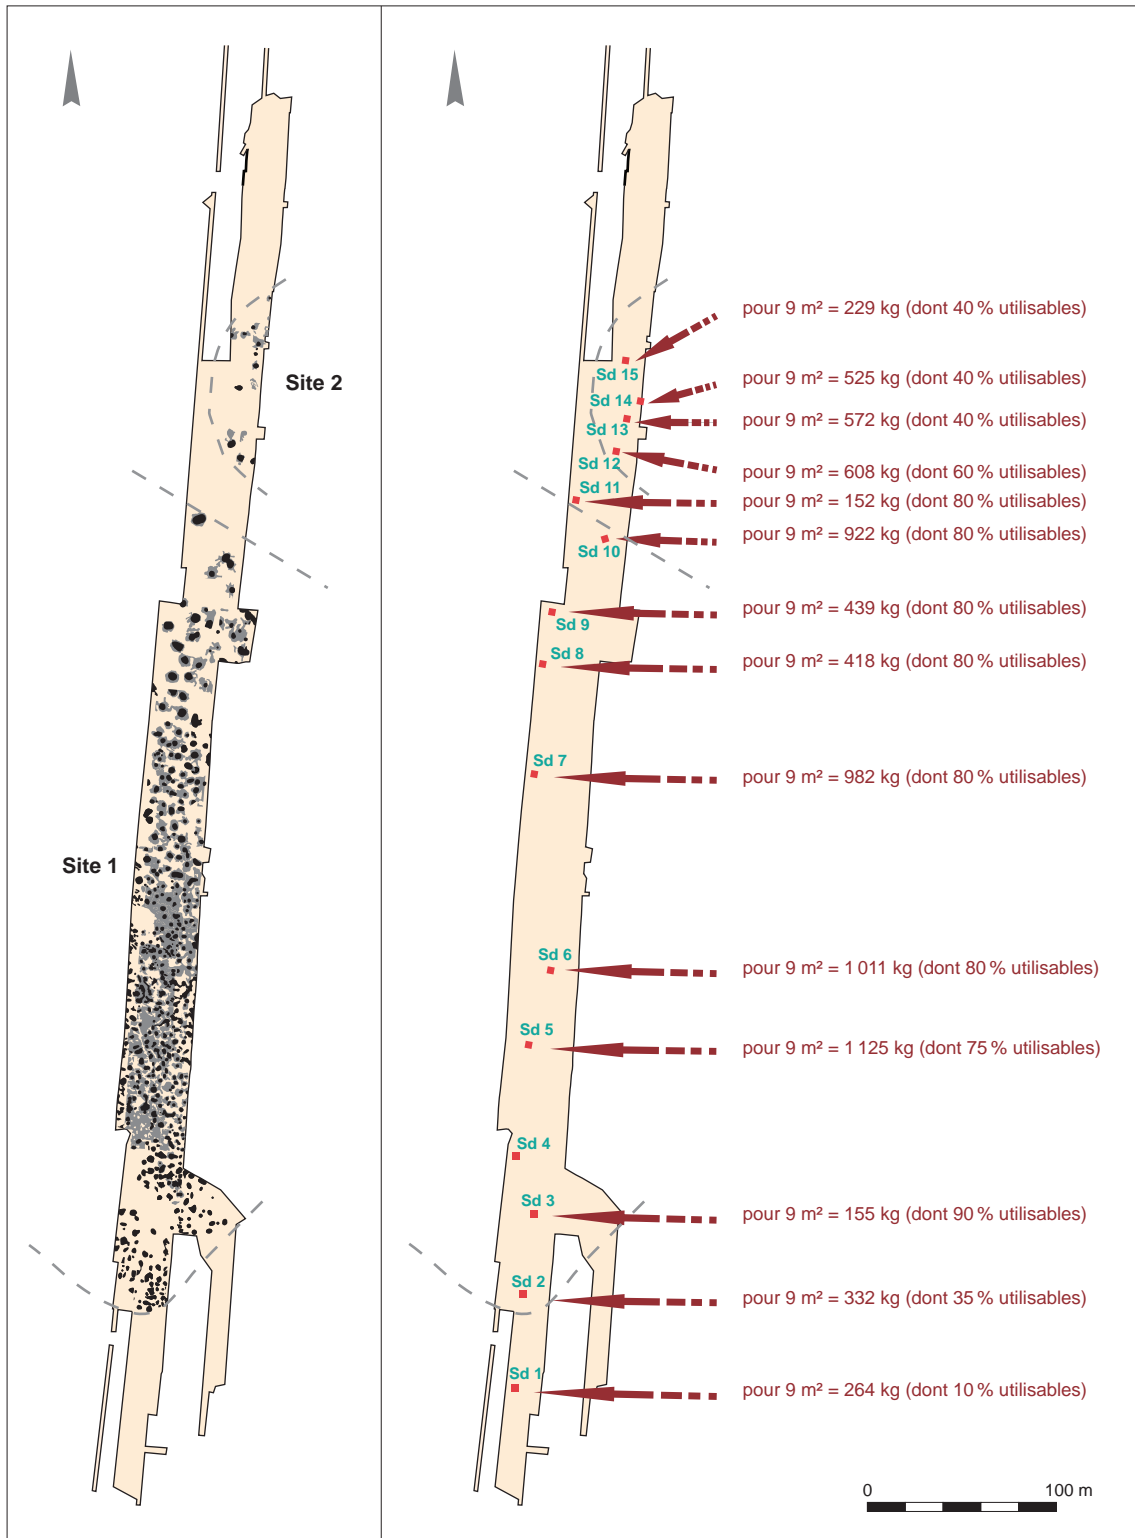 Site 2
Site 1
pour 9 m² = 229 kg (dont 40 % utilisables)
Sd 15
pour 9 m² = 525 kg (dont 40 % utilisables)
Sd 14
pour 9 m² = 572 kg (dont 40 % utilisables)
Sd 13
Sd 12
pour 9 m² = 608 kg (dont 60 % utilisables)
Sd 11
pour 9 m² = 152 kg (dont 80 % utilisables)
pour 9 m² = 922 kg (dont 80 % utilisables)
Sd 10
pour 9 m² = 439 kg (dont 80 % utilisables)
Sd 9
Sd 8
pour 9 m² = 418 kg (dont 80 % utilisables)
Sd 7
pour 9 m² = 982 kg (dont 80 % utilisables)
Sd 6
pour 9 m² = 1 011 kg (dont 80 % utilisables)
Sd 5
pour 9 m² = 1 125 kg (dont 75 % utilisables)
Sd 4
Sd 3
pour 9 m² = 155 kg (dont 90 % utilisables)
Sd 2
pour 9 m² = 332 kg (dont 35 % utilisables)
Sd 1
pour 9 m² = 264 kg (dont 10 % utilisables)
0 100 m